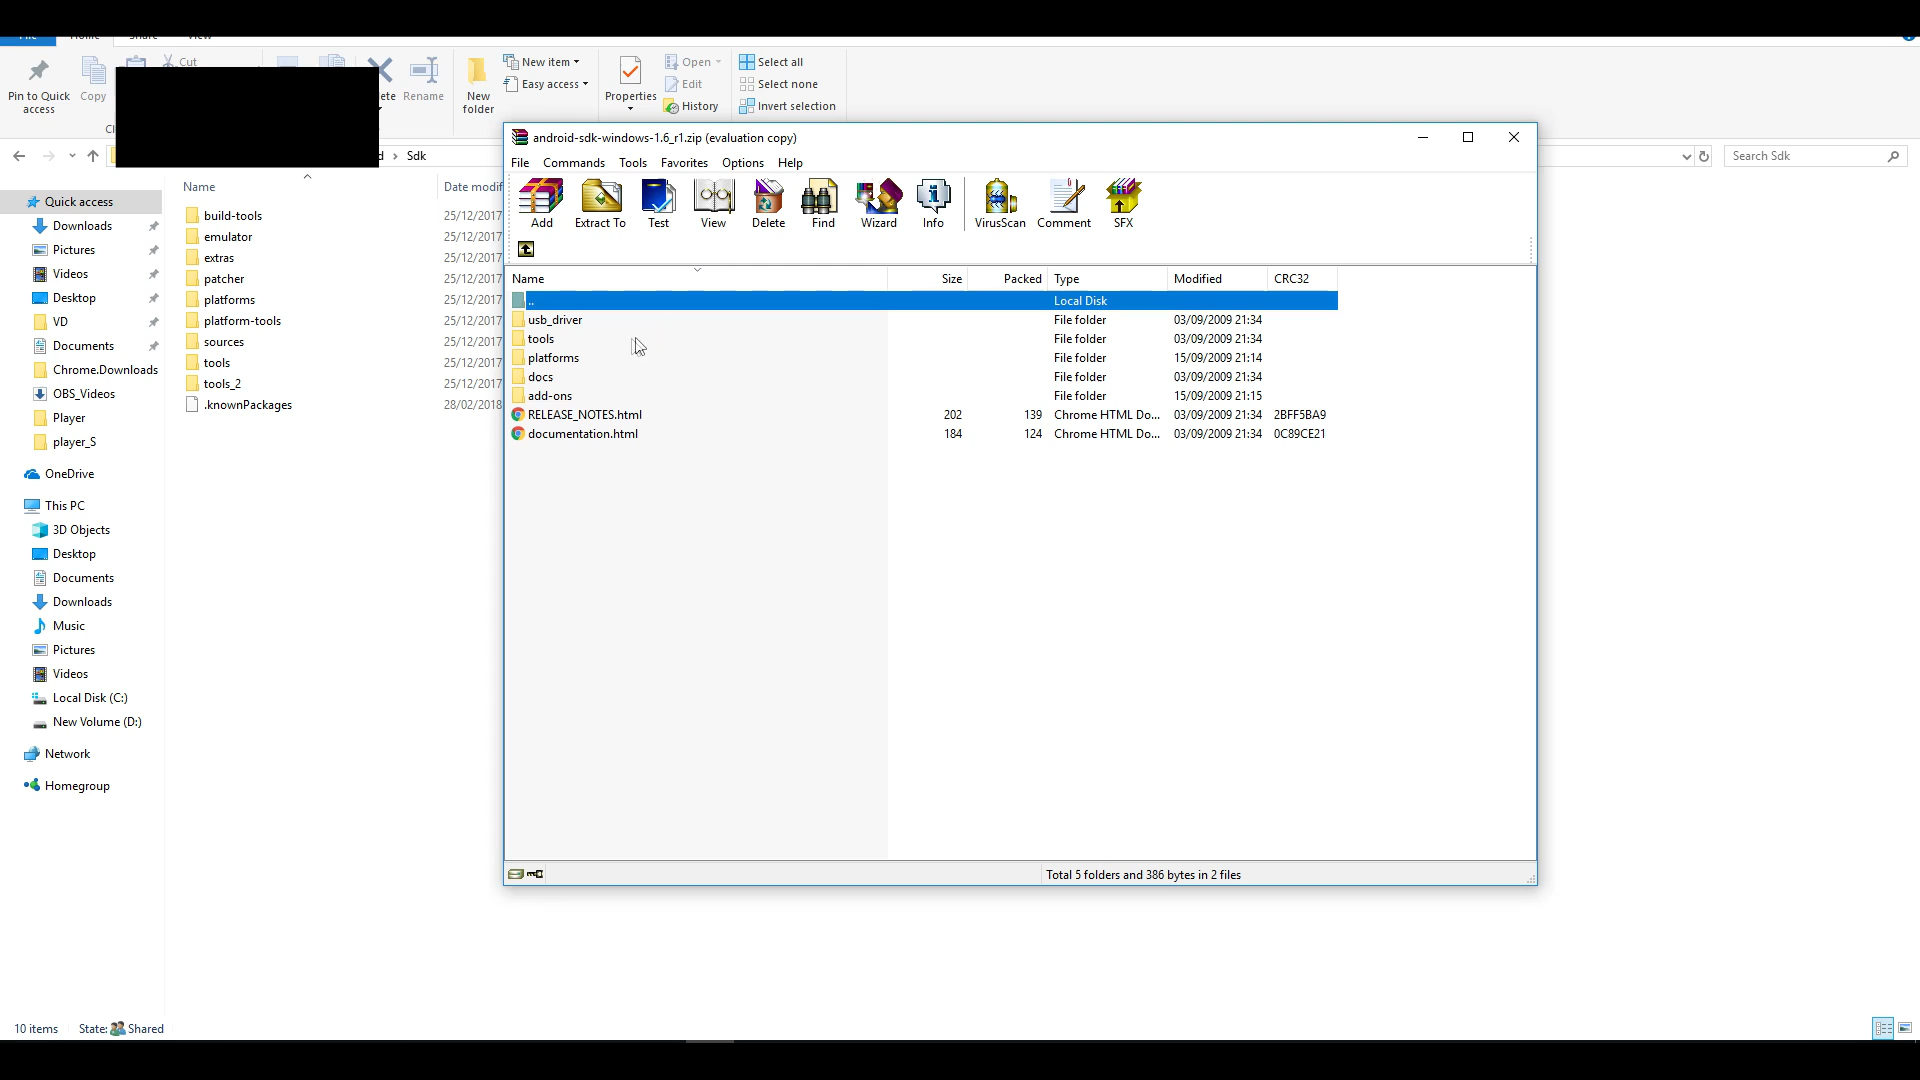 File Home Share View
Pin to Quick access
Copy
Cut
ete
Rename
New folder
New item
Easy access
Properties
Open
Edit
History
Select all
Select none
Invert selection
Cl
d › Sdk
Search Sdk
android-sdk-windows-1.6_r1.zip (evaluation copy)
File Commands Tools Favorites Options Help
Add Extract To Test View Delete Find Wizard Info VirusScan Comment SFX
Name Size Packed Type Modified CRC32
.. Local Disk
usb_driver File folder 03/09/2009 21:34
tools File folder 03/09/2009 21:34
platforms File folder 15/09/2009 21:14
docs File folder 03/09/2009 21:34
add-ons File folder 15/09/2009 21:15
RELEASE_NOTES.html 202 139 Chrome HTML Do... 03/09/2009 21:34 2BFF5BA9
documentation.html 184 124 Chrome HTML Do... 03/09/2009 21:34 0C89CE21
Total 5 folders and 386 bytes in 2 files
Name Date modif
build-tools 25/12/2017
emulator 25/12/2017
extras 25/12/2017
patcher 25/12/2017
platforms 25/12/2017
platform-tools 25/12/2017
sources 25/12/2017
tools 25/12/2017
tools_2 25/12/2017
.knownPackages 28/02/2018
Quick access
Downloads
Pictures
Videos
Desktop
VD
Documents
Chrome.Downloads
OBS_Videos
Player
player_S
OneDrive
This PC
3D Objects
Desktop
Documents
Downloads
Music
Pictures
Videos
Local Disk (C:)
New Volume (D:)
Network
Homegroup
10 items State: Shared